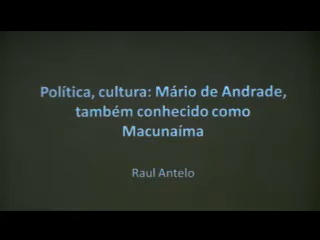 Política, cultura: Mário de Andrade,
também conhecido como
Macunaíma
Raul Antelo